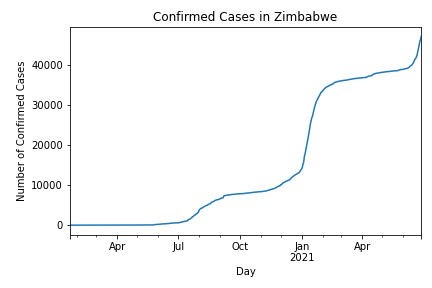 Confirmed Cases in Zimbabwe
Number of Confirmed Cases
40000
30000
20000
10000
0
Apr Jul Oct Jan Apr
2021
Day